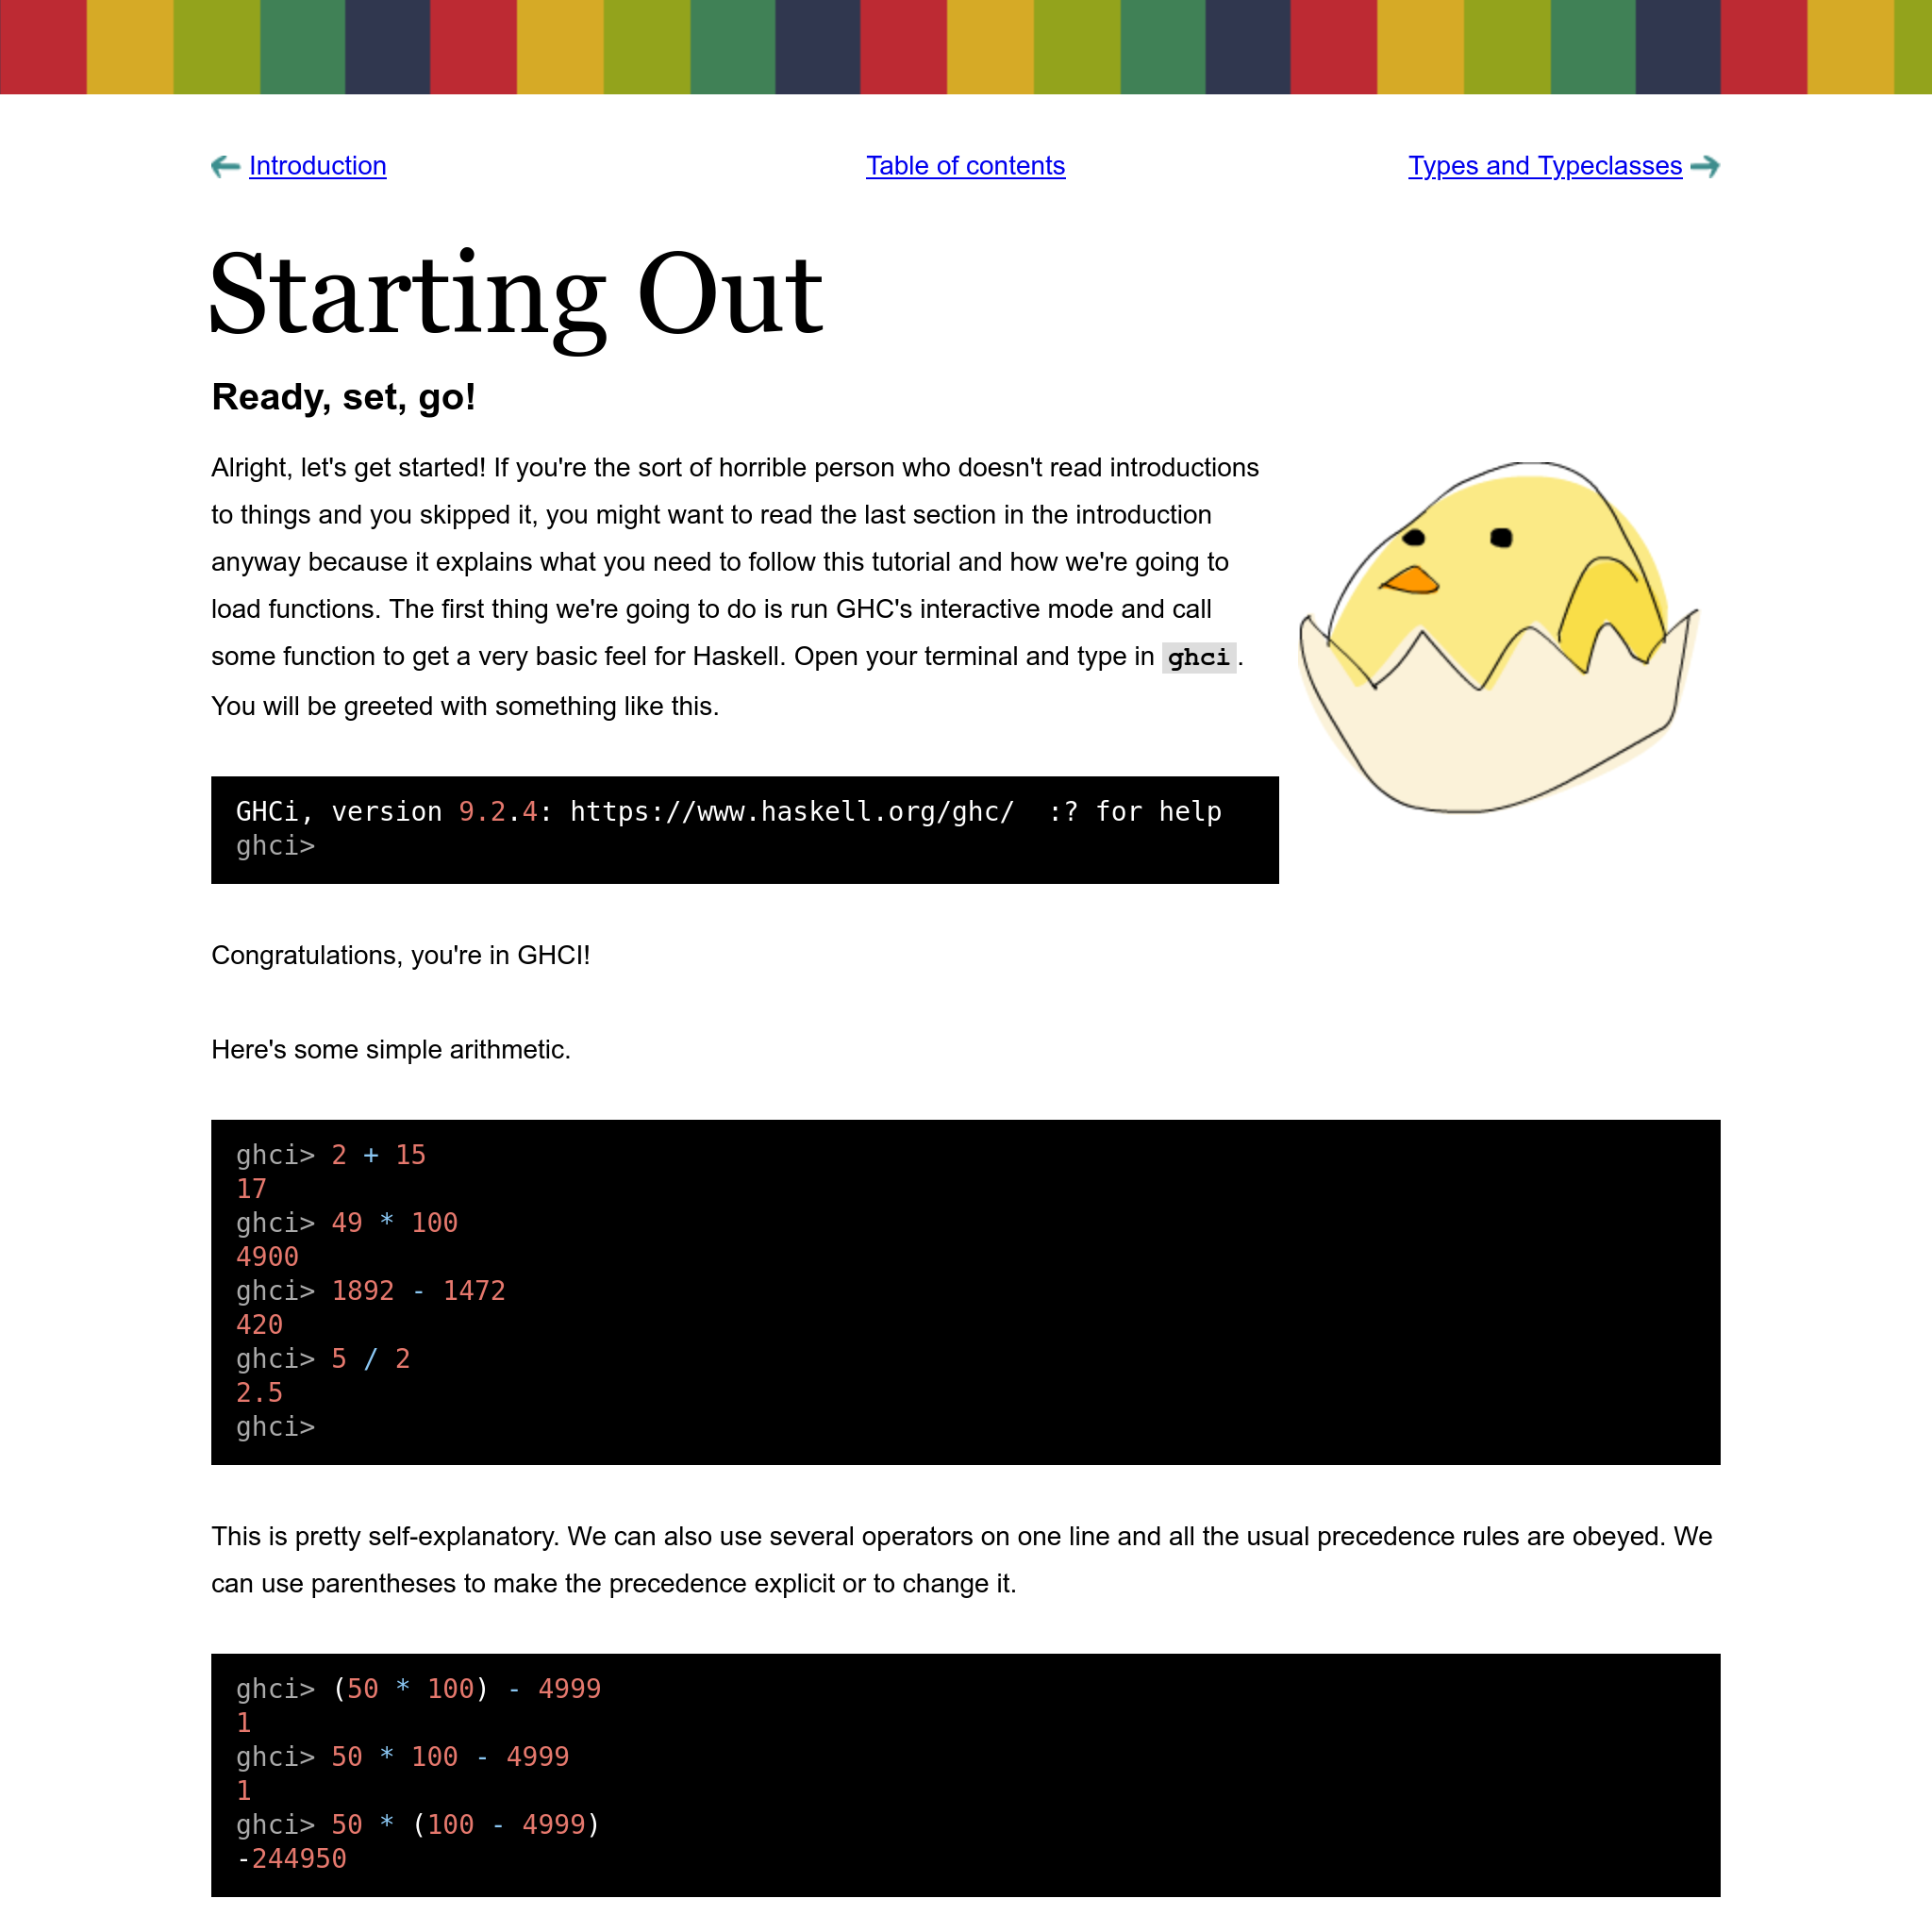 Introduction
Table of contents
Types and Typeclasses
Starting Out
Ready, set, go!
Alright, let's get started! If you're the sort of horrible person who doesn't read introductions
to things and you skipped it, you might want to read the last section in the introduction
anyway because it explains what you need to follow this tutorial and how we're going to
load functions. The first thing we're going to do is run GHC's interactive mode and call
some function to get a very basic feel for Haskell. Open your terminal and type in ghci.
You will be greeted with something like this.
GHCi, version 9.2.4: https://www.haskell.org/ghc/  :? for help
ghci>
Congratulations, you're in GHCI!
Here's some simple arithmetic.
ghci> 2 + 15
17
ghci> 49 * 100
4900
ghci> 1892 - 1472
420
ghci> 5 / 2
2.5
ghci>
This is pretty self-explanatory. We can also use several operators on one line and all the usual precedence rules are obeyed. We
can use parentheses to make the precedence explicit or to change it.
ghci> (50 * 100) - 4999
1
ghci> 50 * 100 - 4999
1
ghci> 50 * (100 - 4999)
-244950